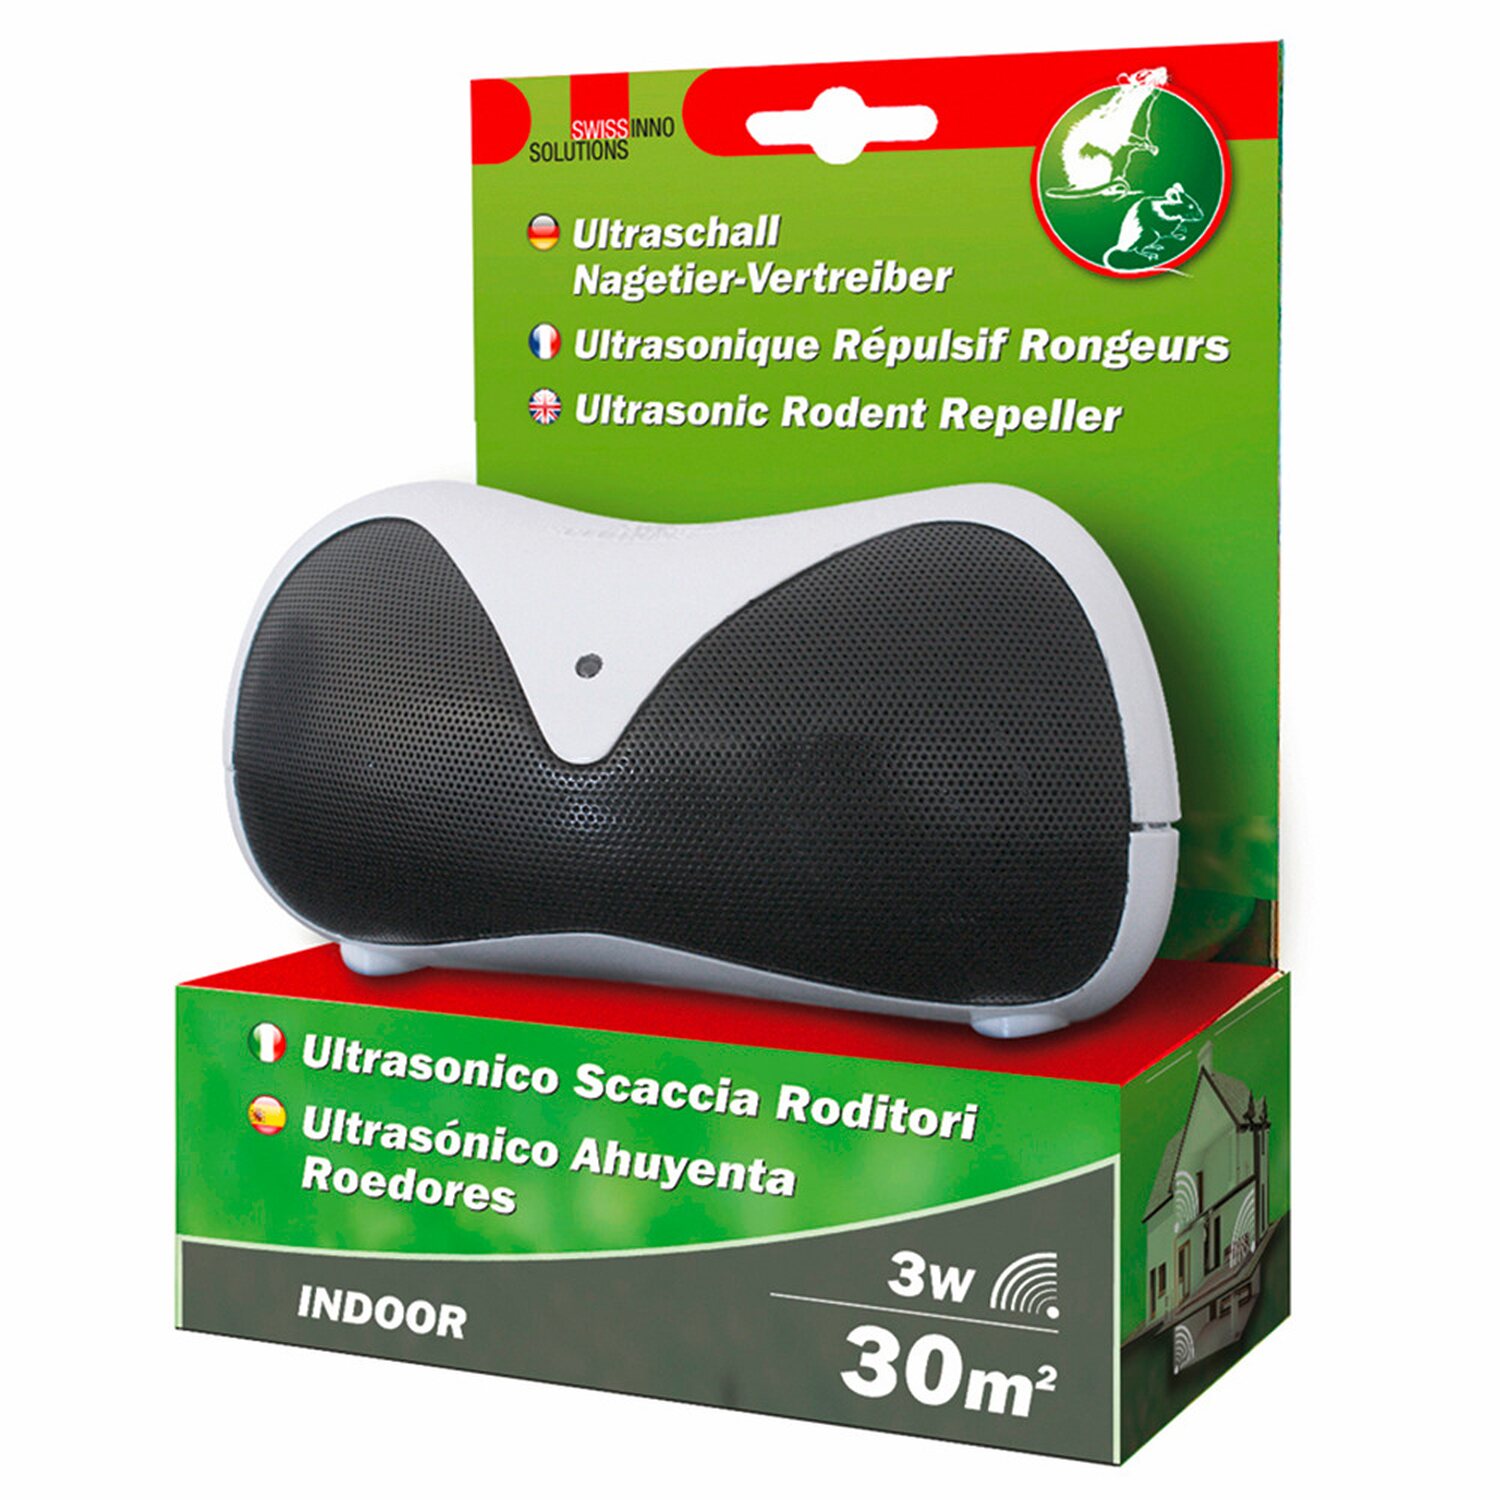 SWISSINNO
SOLUTIONS
Ultraschall
Nagetier-Vertreiber
Ultrasonique Répulsif Rongeurs
Ultrasonic Rodent Repeller
Ultrasonico Scaccia Roditori
Ultrasónico Ahuyenta
Roedores
INDOOR
3W
30m²